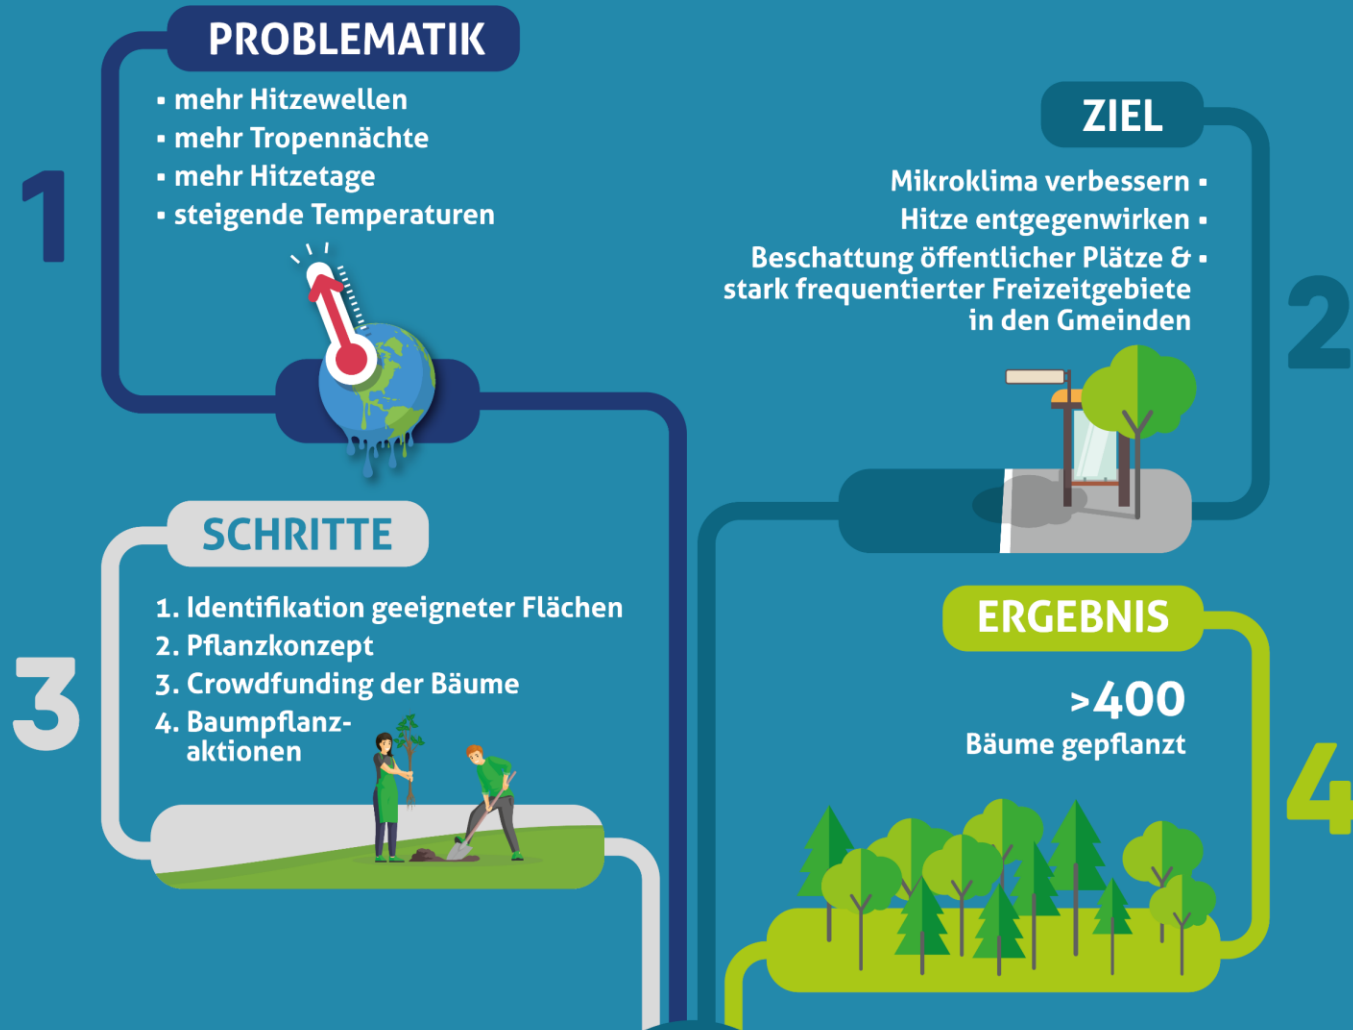 1
PROBLEMATIK
▪ mehr Hitzewellen
▪ mehr Tropennächte
▪ mehr Hitzetage
▪ steigende Temperaturen
2
ZIEL
Mikroklima verbessern ▪
Hitze entgegenwirken ▪
Beschattung öffentlicher Plätze & ▪
stark frequentierter Freizeitgebiete
in den Gmeinden
3
SCHRITTE
1. Identifikation geeigneter Flächen
2. Pflanzkonzept
3. Crowdfunding der Bäume
4. Baumpflanz-
aktionen
4
ERGEBNIS
>400
Bäume gepflanzt